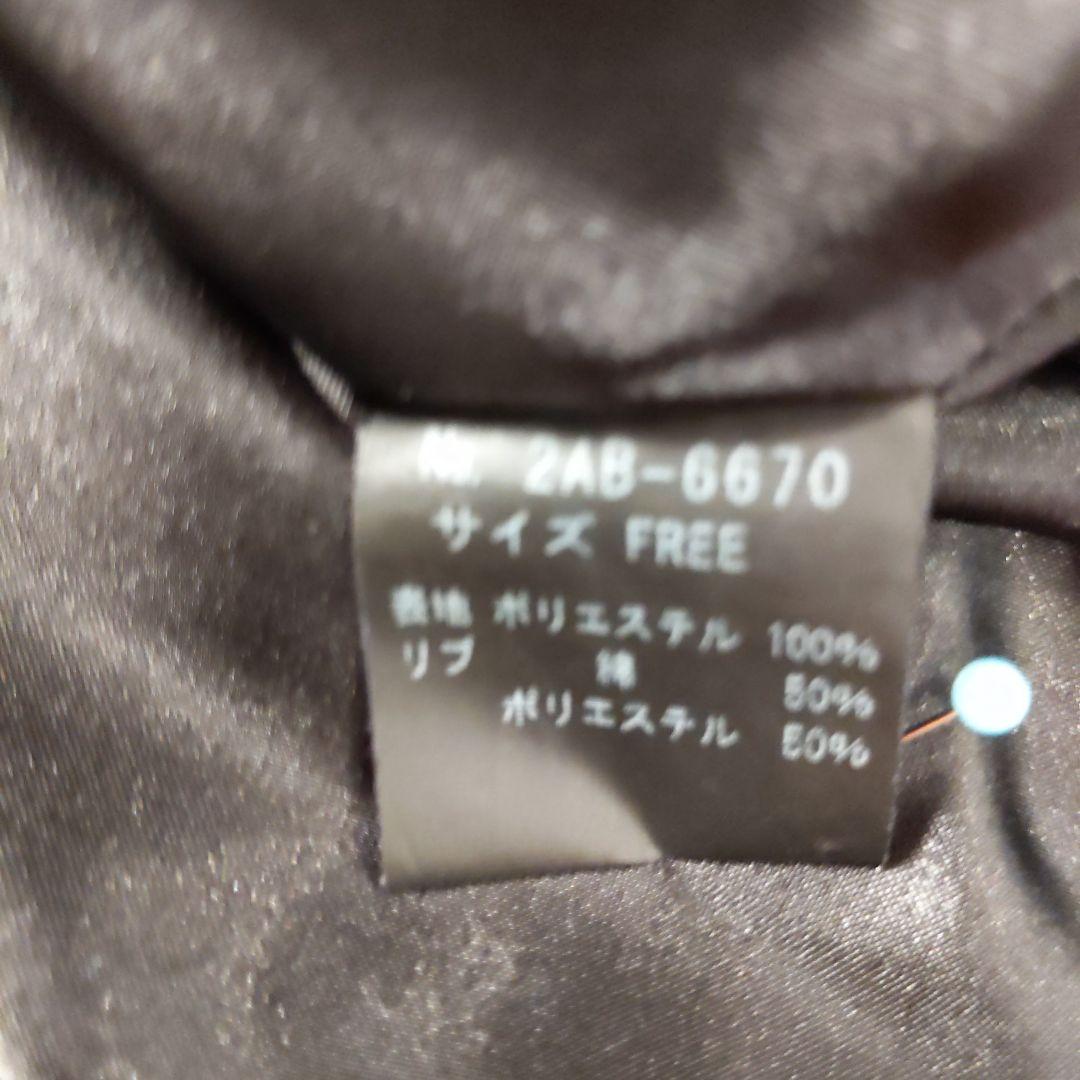 № 2AB-6670
サイズ FREE
表地 ポリエステル 100%
リブ 綿 50%
ポリエステル 50%